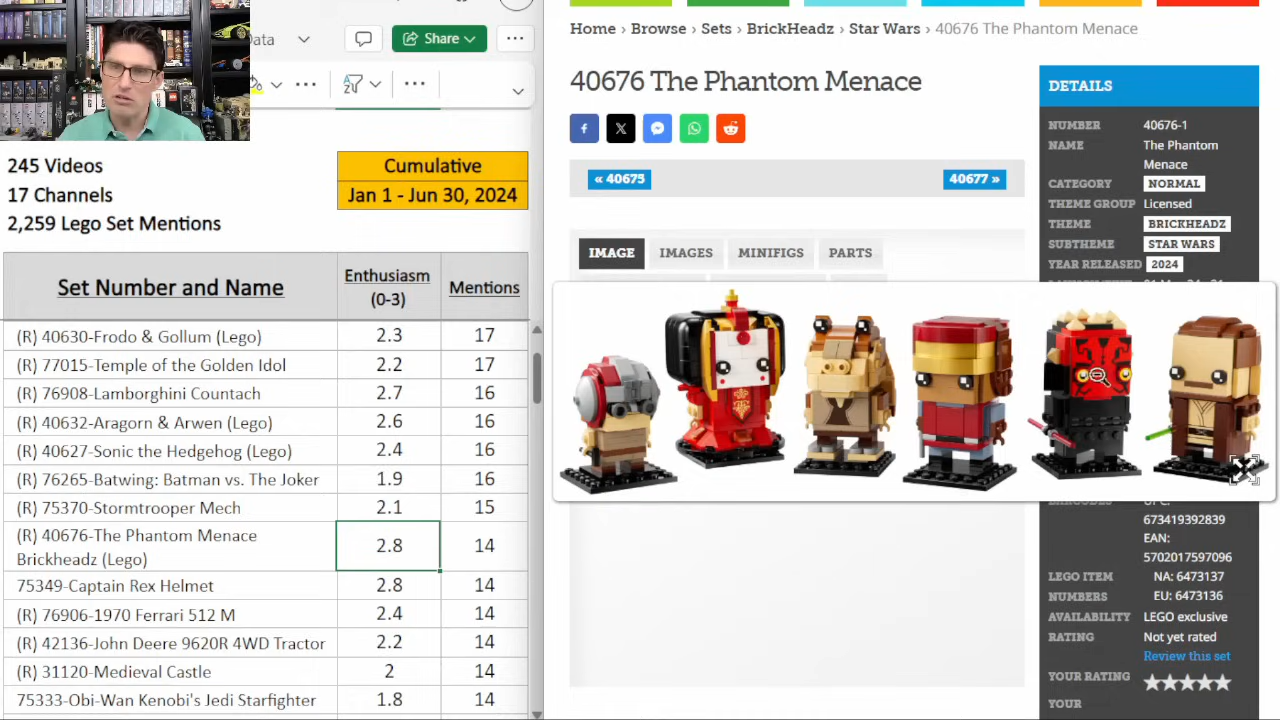 ata
Share
245 Videos
17 Channels
2,259 Lego Set Mentions
Cumulative
Jan 1 - Jun 30, 2024
Set Number and Name
Enthusiasm
(0-3)
Mentions
(R) 40630-Frodo & Gollum (Lego) 2.3 17
(R) 77015-Temple of the Golden Idol 2.2 17
(R) 76908-Lamborghini Countach 2.7 16
(R) 40632-Aragorn & Arwen (Lego) 2.6 16
(R) 40627-Sonic the Hedgehog (Lego) 2.4 16
(R) 76265-Batwing: Batman vs. The Joker 1.9 16
(R) 75370-Stormtrooper Mech 2.1 15
(R) 40676-The Phantom Menace
Brickheadz (Lego) 2.8 14
75349-Captain Rex Helmet 2.8 14
(R) 76906-1970 Ferrari 512 M 2.4 14
(R) 42136-John Deere 9620R 4WD Tractor 2.2 14
(R) 31120-Medieval Castle 2 14
75333-Obi-Wan Kenobi's Jedi Starfighter 1.8 14
Home › Browse › Sets › BrickHeadz › Star Wars › 40676 The Phantom Menace
40676 The Phantom Menace
« 40675
40677 »
IMAGE IMAGES MINIFIGS PARTS
DETAILS
NUMBER 40676-1
NAME The Phantom
Menace
CATEGORY NORMAL
THEME GROUP Licensed
THEME BRICKHEADZ
SUBTHEME STAR WARS
YEAR RELEASED 2024
673419392839
EAN:
5702017597096
LEGO ITEM NA: 6473137
NUMBERS EU: 6473136
AVAILABILITY LEGO exclusive
RATING Not yet rated
Review this set
YOUR RATING
YOUR